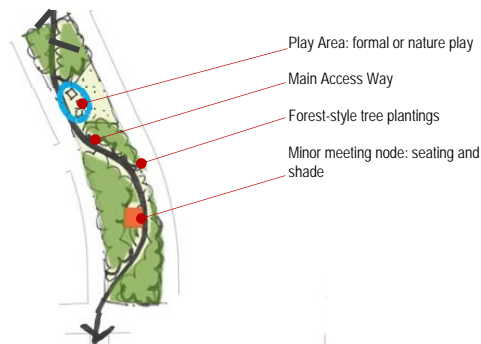 Play Area: formal or nature play
Main Access Way
Forest-style tree plantings
Minor meeting node: seating and
shade